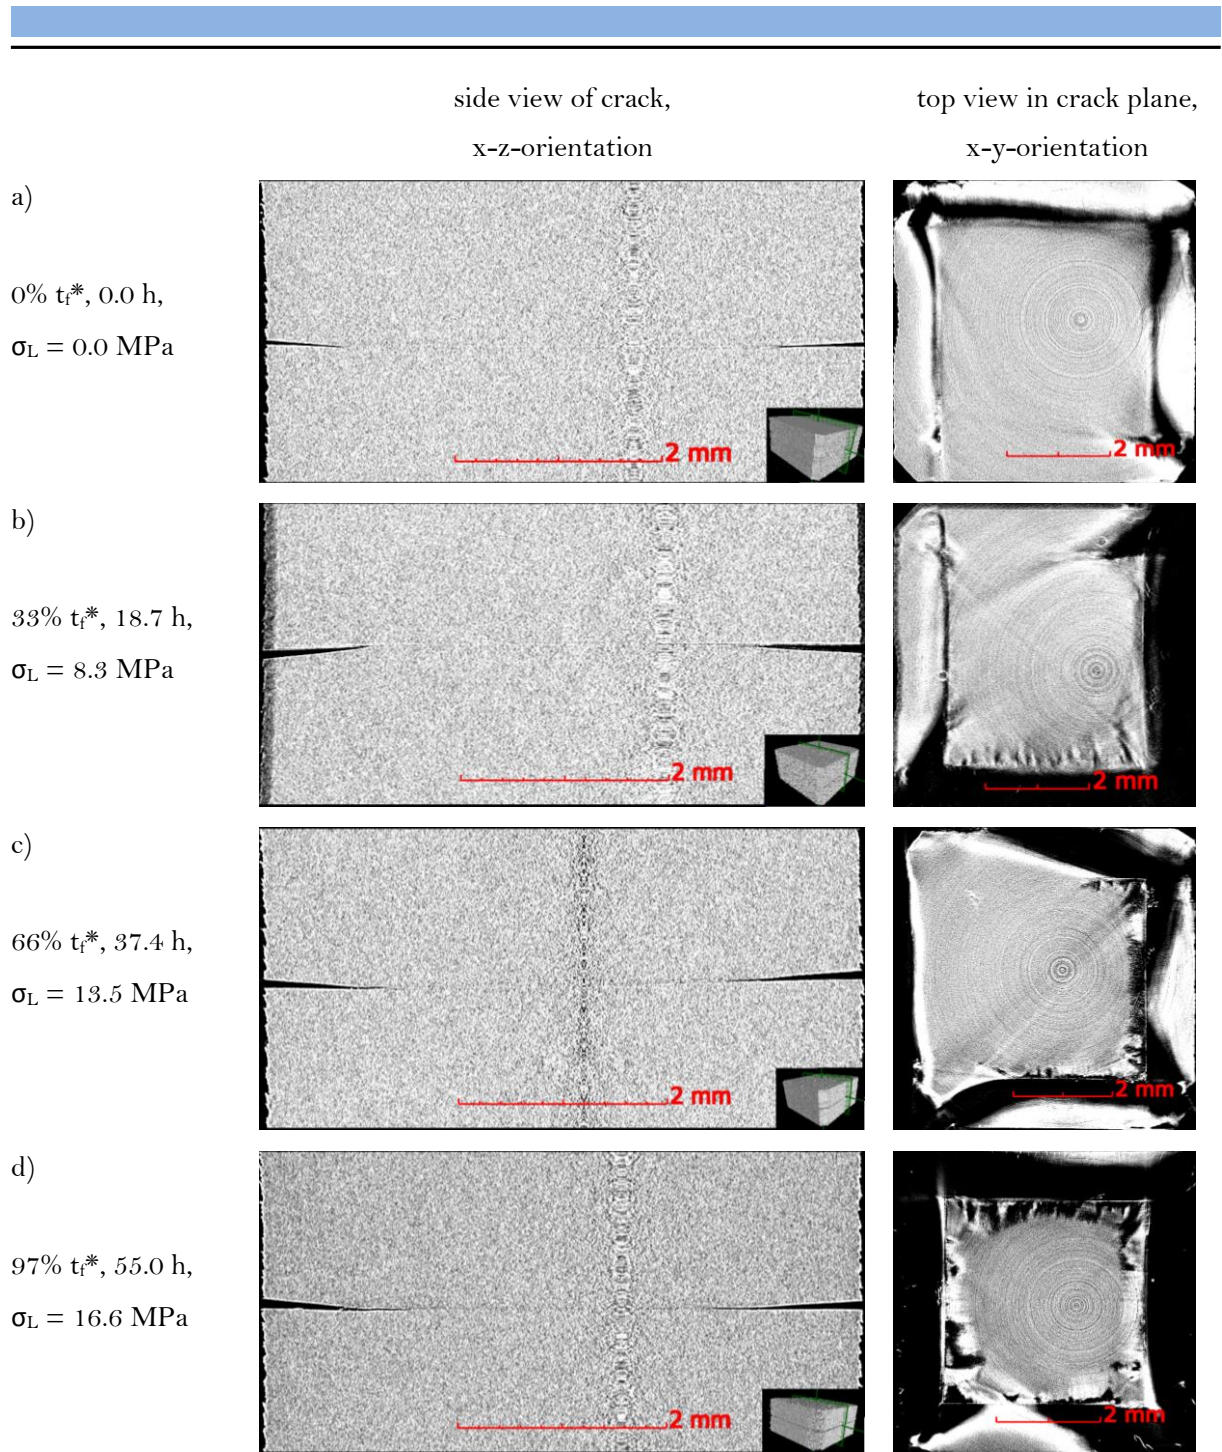 side view of crack,
x-z-orientation
top view in crack plane,
x-y-orientation
a)
0% tf*, 0.0 h,
σL = 0.0 MPa
2 mm
2 mm
b)
33% tf*, 18.7 h,
σL = 8.3 MPa
2 mm
2 mm
c)
66% tf*, 37.4 h,
σL = 13.5 MPa
2 mm
2 mm
d)
97% tf*, 55.0 h,
σL = 16.6 MPa
2 mm
2 mm